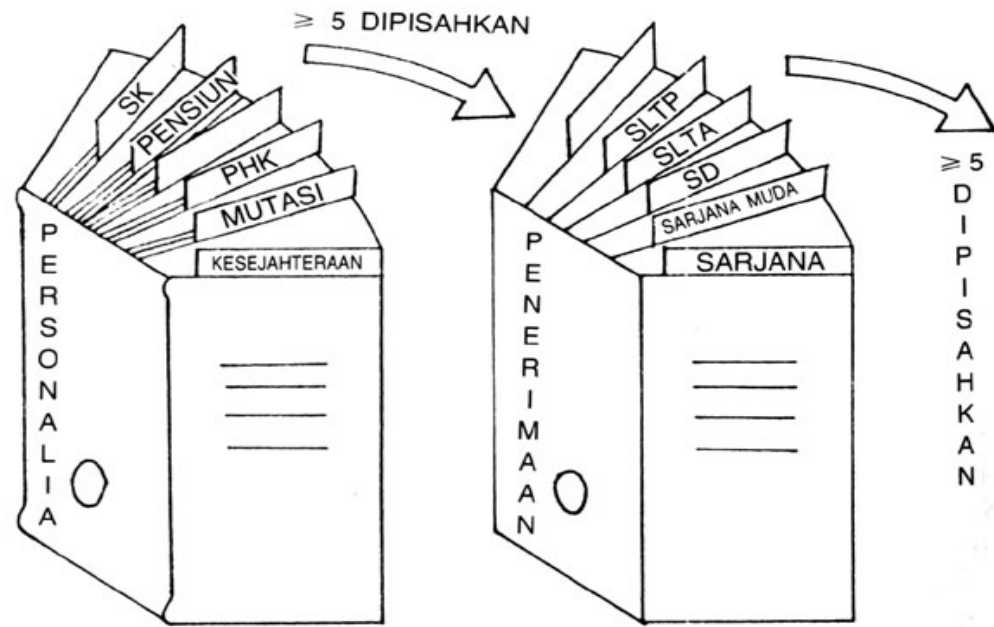 ≥ 5 DIPISAHKAN
SK
PENSIUN
PHK
MUTASI
KESEJAHTERAAN
PERSONALIA
SLTP
SLTA
SD
SARJANA MUDA
SARJANA
PENERIMAAN
≥ 5
DIPISAHKAN